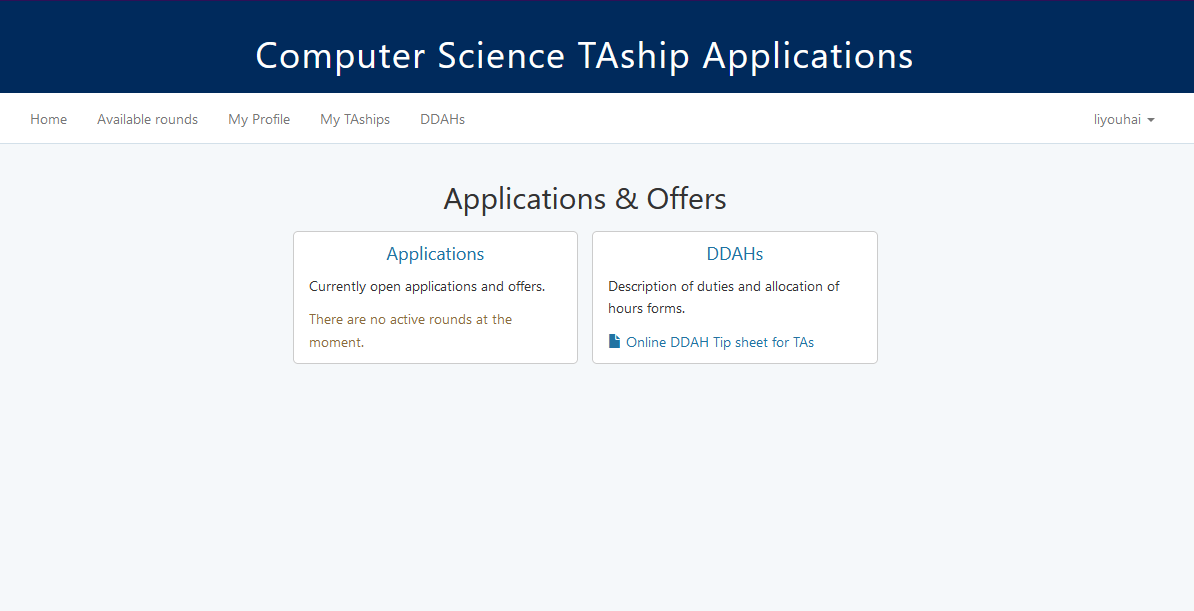 Computer Science TAship Applications
Home Available rounds My Profile My TAships DDAHs liyouhai
Applications & Offers
Applications
Currently open applications and offers.
There are no active rounds at the
moment.
DDAHs
Description of duties and allocation of
hours forms.
Online DDAH Tip sheet for TAs